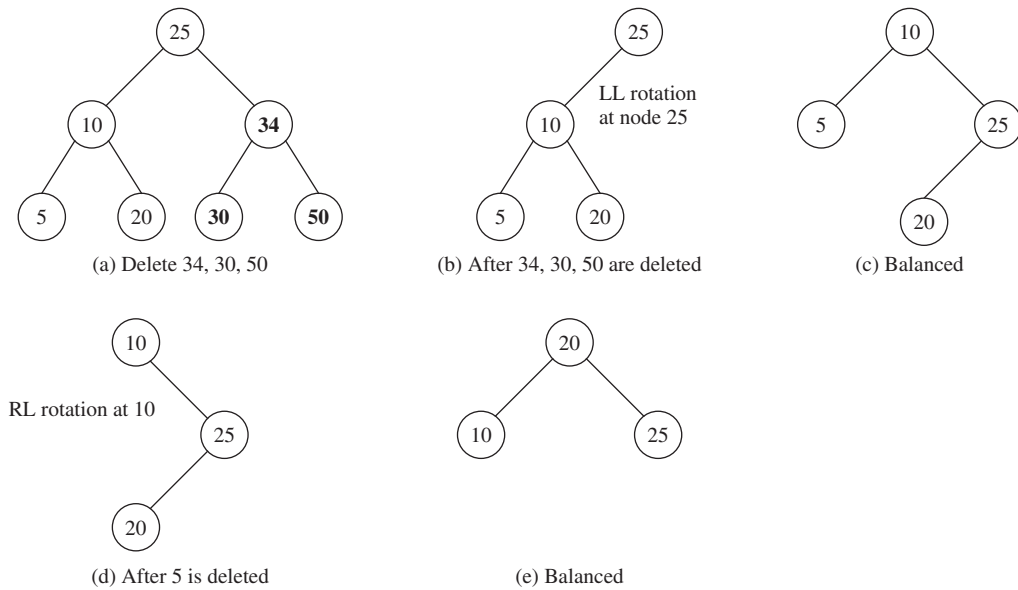 25
10
34
5
20
30
50
(a) Delete 34, 30, 50
25
LL rotation
at node 25
10
5
20
(b) After 34, 30, 50 are deleted
10
5
25
20
(c) Balanced
10
RL rotation at 10
25
20
(d) After 5 is deleted
20
10
25
(e) Balanced